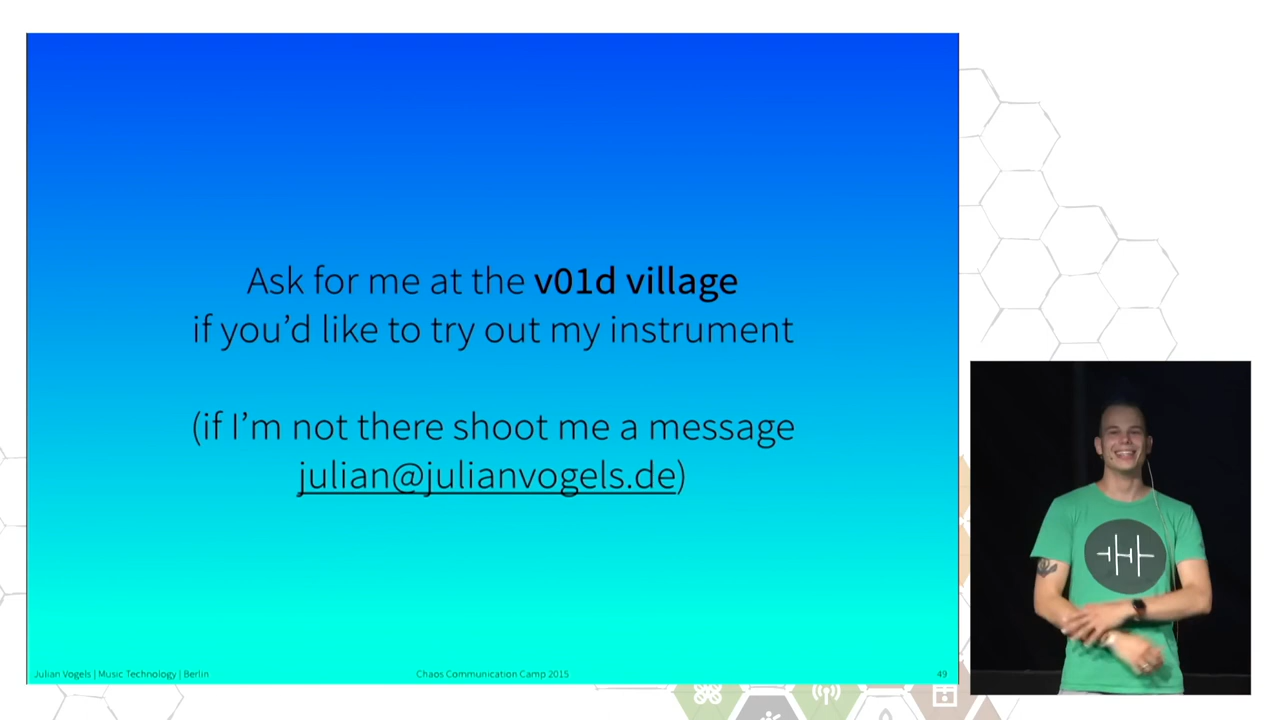 Ask for me at the v01d village
if you’d like to try out my instrument
(if I’m not there shoot me a message
julian@julianvogels.de)
Julian Vogels | Music Technology | Berlin
Chaos Communication Camp 2015
49